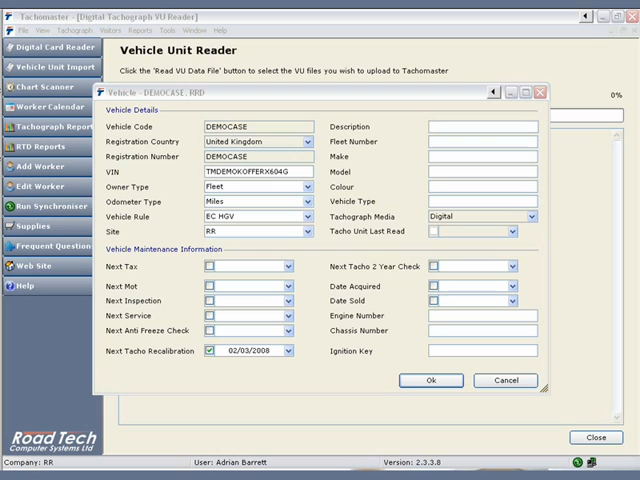 Tachomaster - [Digital Tachograph VU Reader]
File View Tachograph Visitors Reports Tools Window Help
Digital Card Reader
Vehicle Unit Import
Chart Scanner
Worker Calendar
Tachograph Report
RTD Reports
Add Worker
Edit Worker
Run Synchroniser
Supplies
Frequent Question
Web Site
Help
Vehicle Unit Reader
Click the 'Read VU Data File' button to select the VU files you wish to upload to Tachomaster
0%
Vehicle - DEMOCASE, RRD
Vehicle Details
Vehicle Code DEMOCASE Description
Registration Country United Kingdom Fleet Number
Registration Number DEMOCASE Make
VIN TMDEMOKOFFERX604G Model
Owner Type Fleet Colour
Odometer Type Miles Vehicle Type
Vehicle Rule EC HGV Tachograph Media Digital
Site RR Tacho Unit Last Read
Vehicle Maintenance Information
Next Tax Next Tacho 2 Year Check
Next Mot Date Acquired
Next Inspection Date Sold
Next Service Engine Number
Next Anti Freeze Check Chassis Number
Next Tacho Recalibration 02/03/2008 Ignition Key
Ok Cancel
Close
Road Tech
Computer Systems Ltd
Company: RR User: Adrian Barrett Version: 2.3.3.8